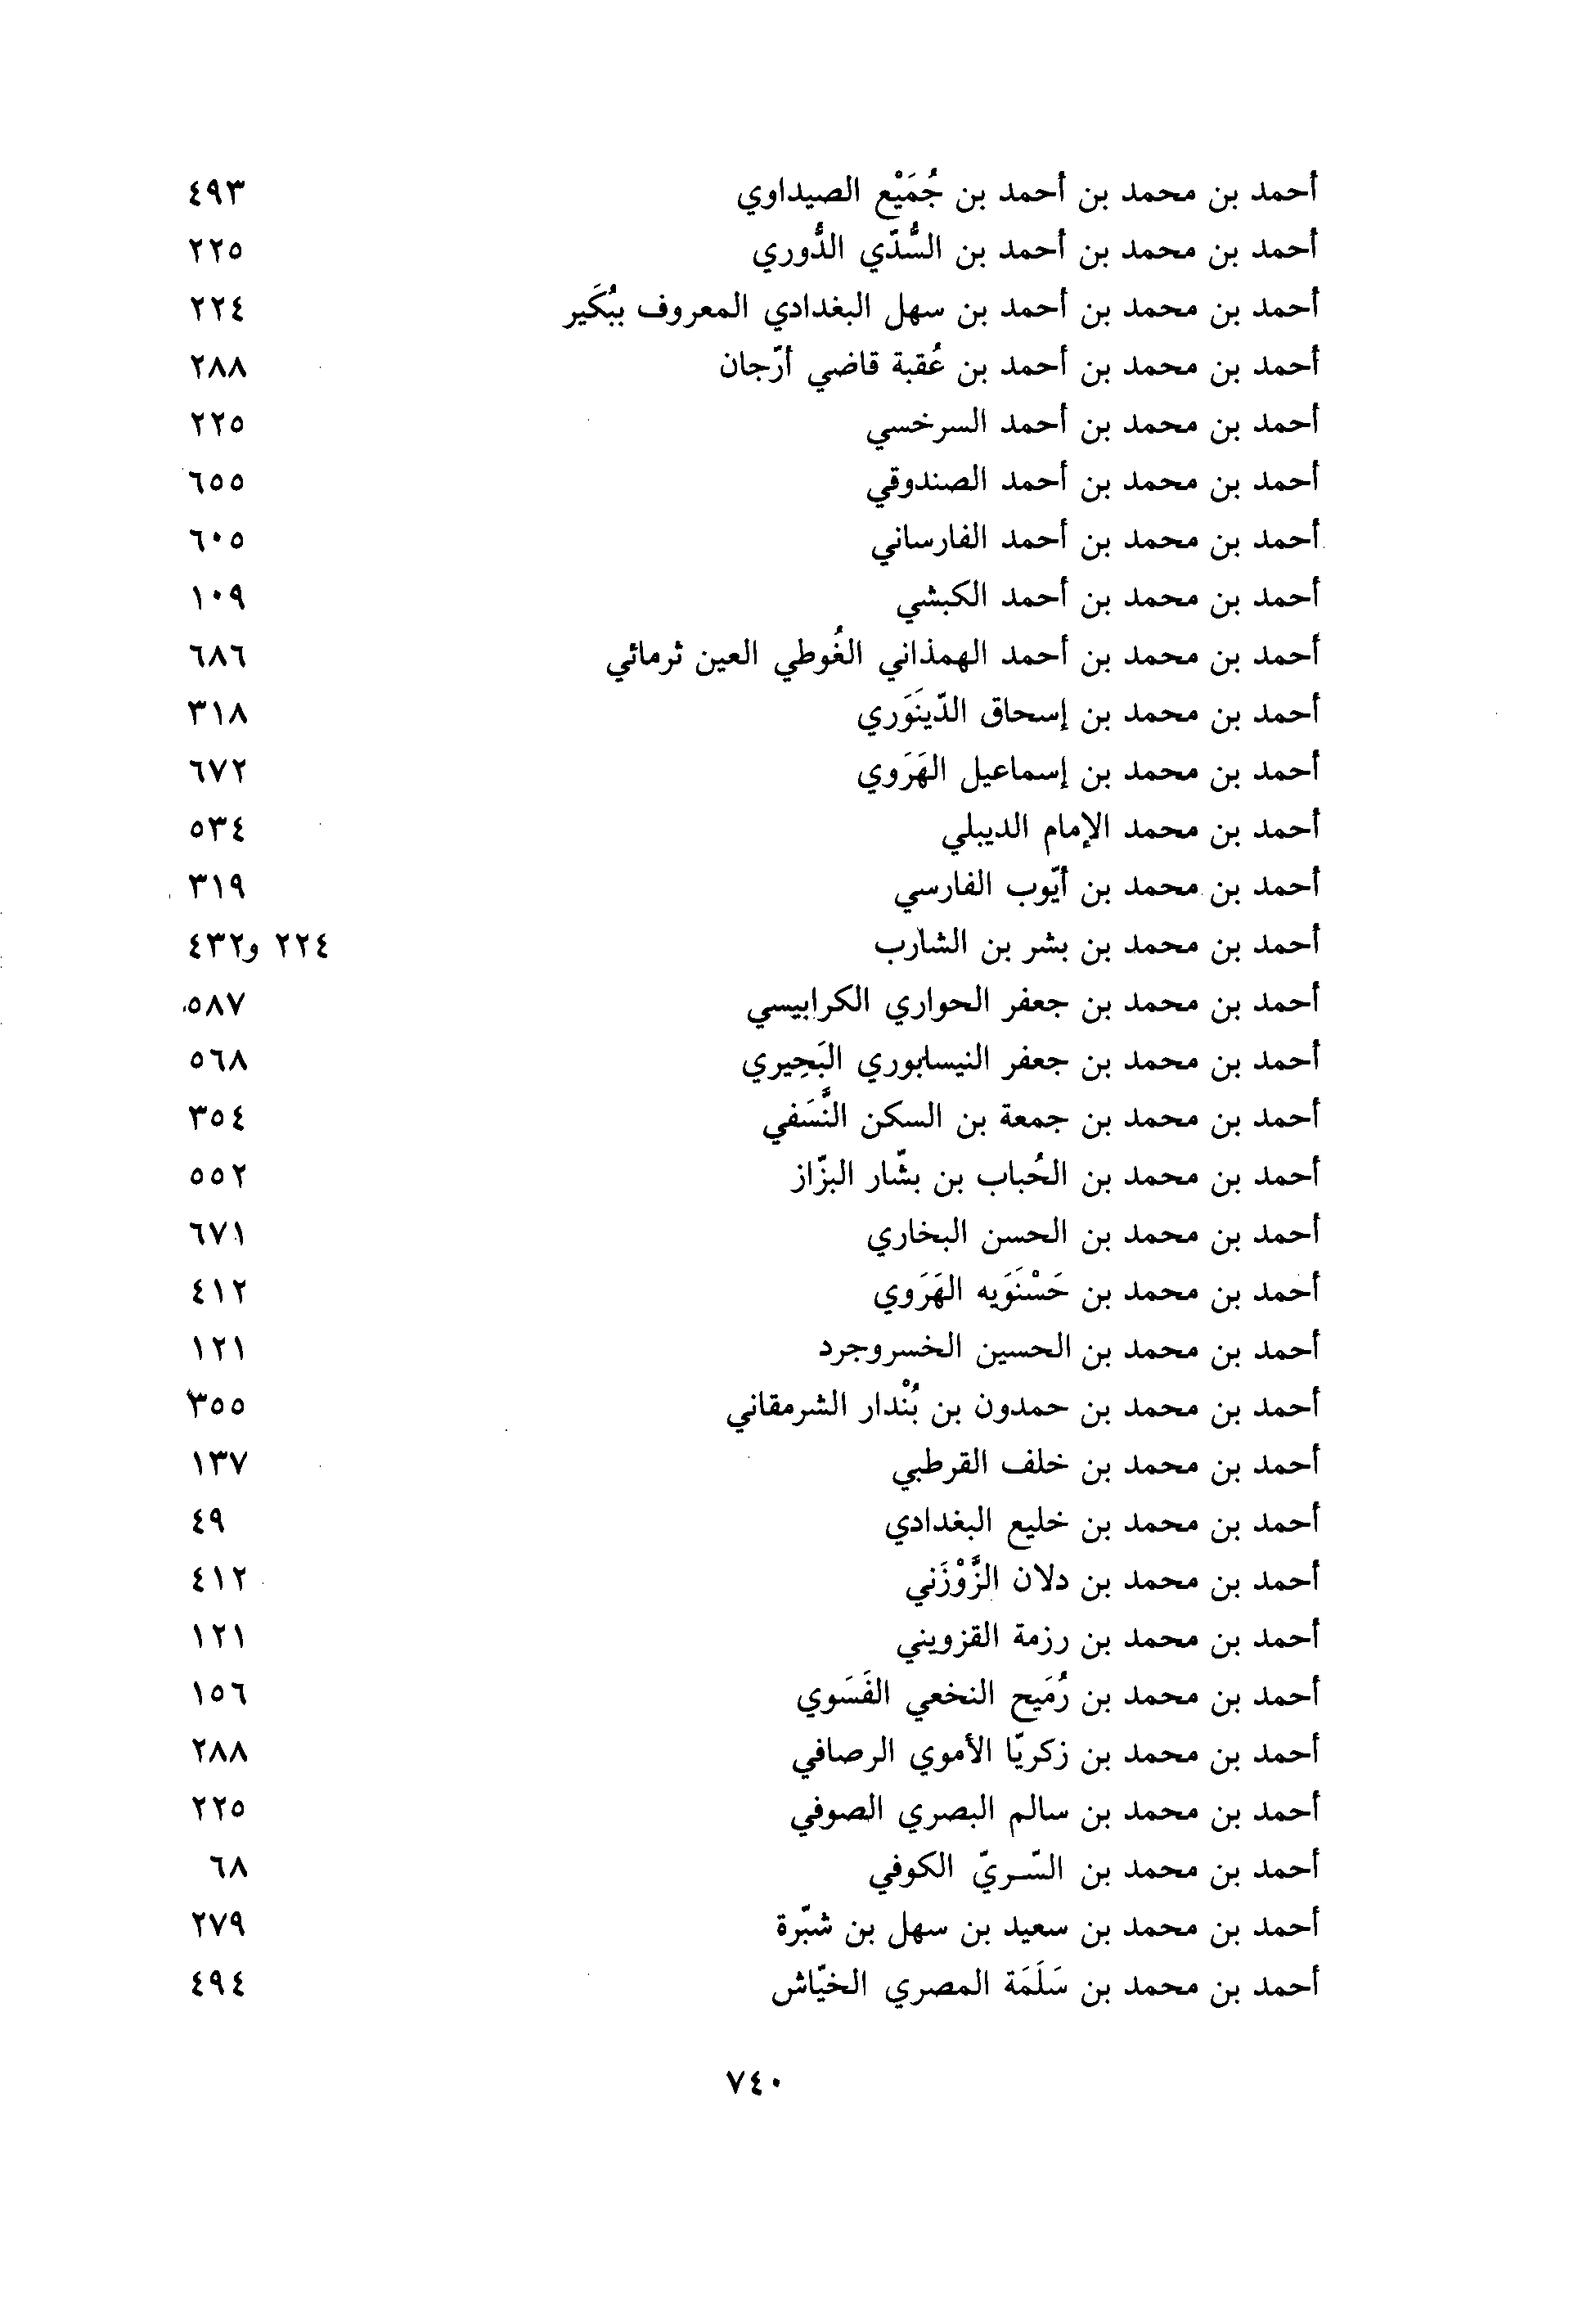 أحمد بن محمد بن أحمد بن جُمَيْع الصيداوي ٤٩٣
أحمد بن محمد بن أحمد بن السُّدّي الدُّوري ٢٢٥
أحمد بن محمد بن أحمد بن سهل البغدادي المعروف ببُكَير ٢٢٤
أحمد بن محمد بن أحمد بن عُقبة قاضي أرّجان ٢٨٨
أحمد بن محمد بن أحمد السرخسي ٢٢٥
أحمد بن محمد بن أحمد الصندوقي ٦٥٥
أحمد بن محمد بن أحمد الفارساني ٦٠٥
أحمد بن محمد بن أحمد الكبشي ١٠٩
أحمد بن محمد بن أحمد الهمذاني الغُوطي العين ثرمائي ٦٨٦
أحمد بن محمد بن إسحاق الدّينَوَري ٣١٨
أحمد بن محمد بن إسماعيل الهَرَوي ٦٧٢
أحمد بن محمد الإمام الديبلي ٥٣٤
أحمد بن محمد بن أيّوب الفارسي ٣١٩
أحمد بن محمد بن بشر بن الشارب ٢٢٤ و٤٣٢
أحمد بن محمد بن جعفر الحواري الكرابيسي ٥٨٧
أحمد بن محمد بن جعفر النيسابوري البَحِيري ٥٦٨
أحمد بن محمد بن جمعة بن السكن النَّسَفي ٣٥٤
أحمد بن محمد بن الحُباب بن بشّار البزّاز ٥٥٢
أحمد بن محمد بن الحسن البخاري ٦٧١
أحمد بن محمد بن حَسْنَوَيه الهَرَوي ٤١٢
أحمد بن محمد بن الحسين الخسروجرد ١٢١
أحمد بن محمد بن حمدون بن بُنْدار الشرمقاني ٣٥٥
أحمد بن محمد بن خلف القرطبي ١٣٧
أحمد بن محمد بن خليع البغدادي ٤٩
أحمد بن محمد بن دلان الزَّوْزَني ٤١٢
أحمد بن محمد بن رزمة القزويني ١٢١
أحمد بن محمد بن رُمَيح النخعي الفَسَوي ١٥٦
أحمد بن محمد بن زكريّا الأموي الرصافي ٢٨٨
أحمد بن محمد بن سالم البصري الصوفي ٢٢٥
أحمد بن محمد بن السّريّ الكوفي ٦٨
أحمد بن محمد بن سعيد بن سهل بن شبّرة ٢٧٩
أحمد بن محمد بن سَلَمَة المصري الخيّاش ٤٩٤
٧٤٠